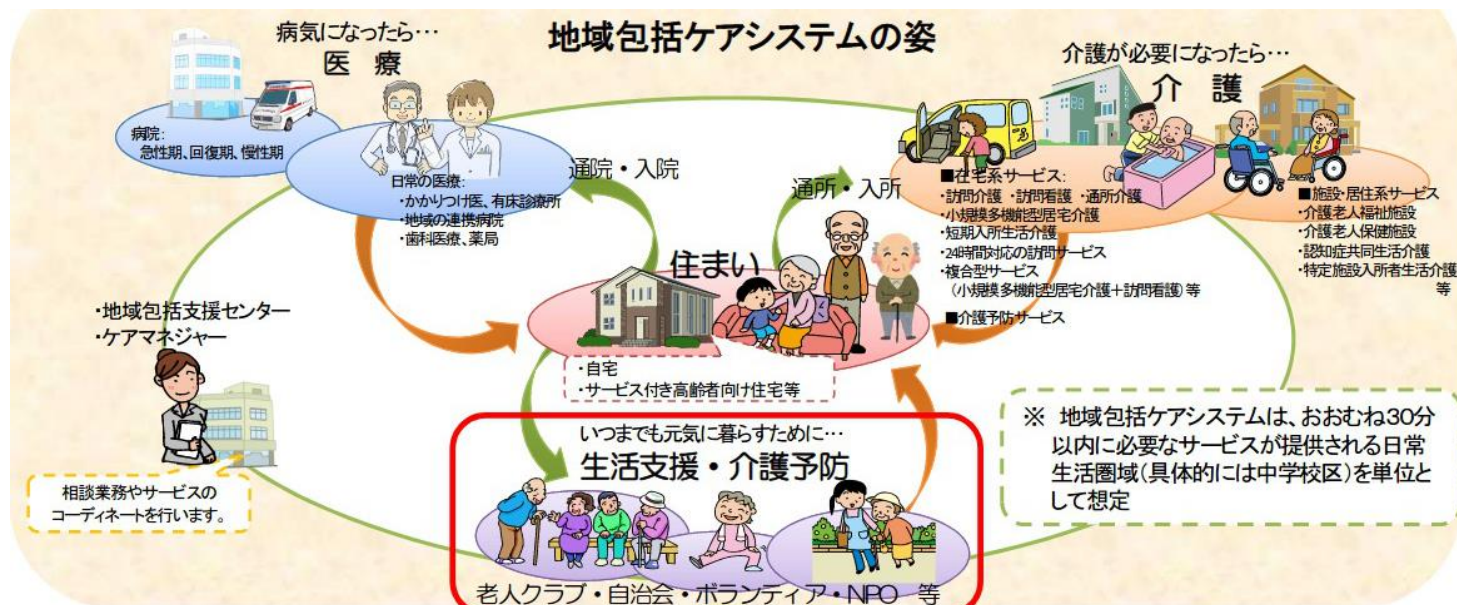 地域包括ケアシステムの姿
病気になったら…
医 療
病院:
急性期、回復期、慢性期
日常の医療:
・かかりつけ医、有床診療所
・地域の連携病院
・歯科医療、薬局
通院・入院
通所・入所
介護が必要になったら…
介 護
■在宅系サービス:
・訪問介護 ・訪問看護 ・通所介護
・小規模多機能型居宅介護
・短期入所生活介護
・24時間対応の訪問サービス
・複合型サービス
(小規模多機能型居宅介護+訪問看護)等
■介護予防サービス
■施設・居住系サービス
・介護老人福祉施設
・介護老人保健施設
・認知症共同生活介護
・特定施設入所者生活介護
等
住まい
・自宅
・サービス付き高齢者向け住宅等
・地域包括支援センター
・ケアマネジャー
相談業務やサービスの
コーディネートを行います。
いつまでも元気に暮らすために…
生活支援・介護予防
老人クラブ・自治会・ボランティア・NPO 等
※ 地域包括ケアシステムは、おおむね30分
以内に必要なサービスが提供される日常
生活圏域(具体的には中学校区)を単位と
して想定